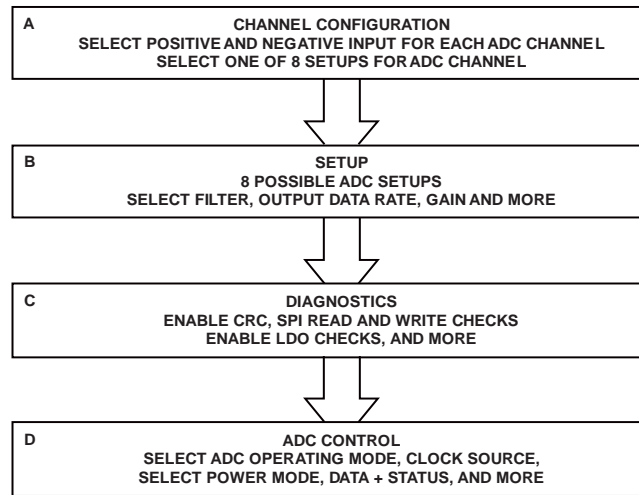 A
CHANNEL CONFIGURATION
SELECT POSITIVE AND NEGATIVE INPUT FOR EACH ADC CHANNEL
SELECT ONE OF 8 SETUPS FOR ADC CHANNEL
B
SETUP
8 POSSIBLE ADC SETUPS
SELECT FILTER, OUTPUT DATA RATE, GAIN AND MORE
C
DIAGNOSTICS
ENABLE CRC, SPI READ AND WRITE CHECKS
ENABLE LDO CHECKS, AND MORE
D
ADC CONTROL
SELECT ADC OPERATING MODE, CLOCK SOURCE,
SELECT POWER MODE, DATA + STATUS, AND MORE